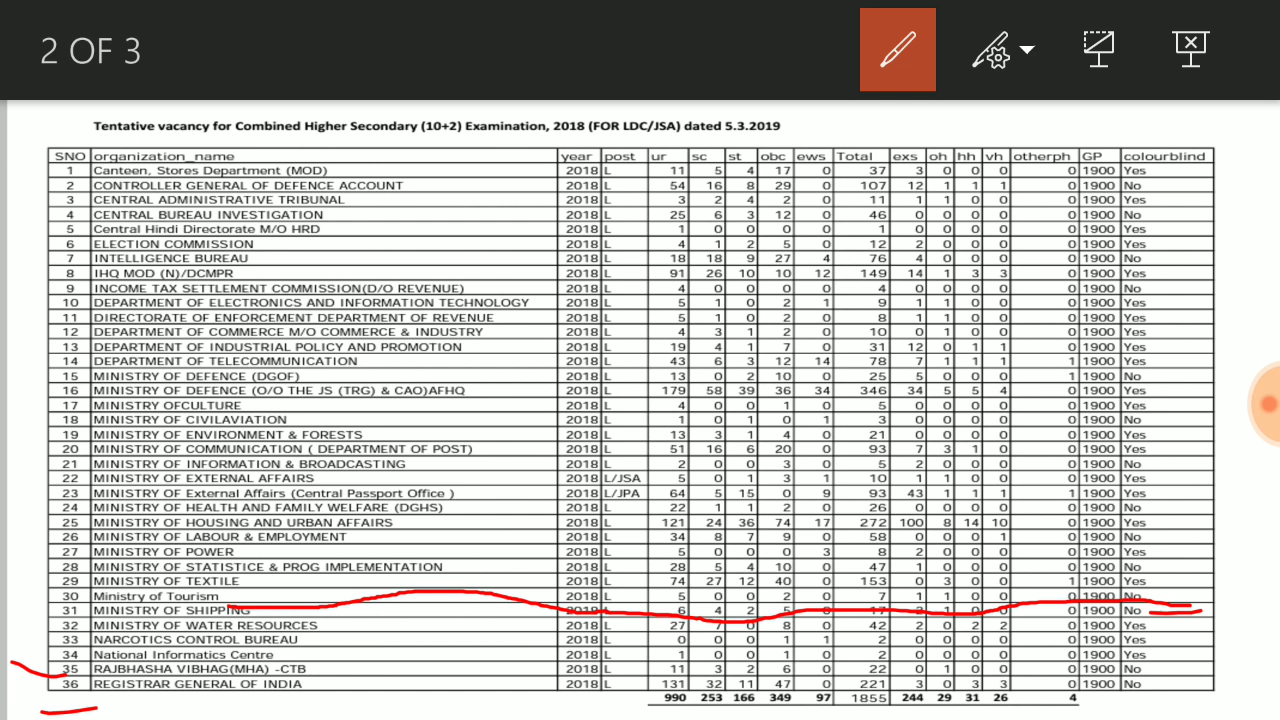 2 OF 3
Tentative vacancy for Combined Higher Secondary (10+2) Examination, 2018 (FOR LDC/JSA) dated 5.3.2019
SNO organization_name year post ur sc st obc ews Total exs oh hh vh otherph GP colourblind
1 Canteen, Stores Department (MOD) 2018 L 11 5 4 17 0 37 3 0 0 0 0 1900 Yes
2 CONTROLLER GENERAL OF DEFENCE ACCOUNT 2018 L 54 16 8 29 0 107 12 1 1 1 0 1900 No
3 CENTRAL ADMINISTRATIVE TRIBUNAL 2018 L 3 2 4 2 0 11 1 1 0 0 0 1900 Yes
4 CENTRAL BUREAU INVESTIGATION 2018 L 25 6 3 12 0 46 0 0 0 0 0 1900 No
5 Central Hindi Directorate M/O HRD 2018 L 1 0 0 0 0 1 0 0 0 0 0 1900 Yes
6 ELECTION COMMISSION 2018 L 4 1 2 5 0 12 2 0 0 0 0 1900 Yes
7 INTELLIGENCE BUREAU 2018 L 18 18 9 27 4 76 4 0 0 0 0 1900 No
8 IHQ MOD (N)/DCMPR 2018 L 91 26 10 10 12 149 14 1 3 3 0 1900 Yes
9 INCOME TAX SETTLEMENT COMMISSION(D/O REVENUE) 2018 L 4 0 0 0 0 4 0 0 0 0 0 1900 No
10 DEPARTMENT OF ELECTRONICS AND INFORMATION TECHNOLOGY 2018 L 5 1 0 2 1 9 1 1 0 0 0 1900 Yes
11 DIRECTORATE OF ENFORCEMENT DEPARTMENT OF REVENUE 2018 L 5 1 0 2 0 8 1 1 0 0 0 1900 Yes
12 DEPARTMENT OF COMMERCE M/O COMMERCE & INDUSTRY 2018 L 4 3 1 2 0 10 0 1 0 0 0 1900 Yes
13 DEPARTMENT OF INDUSTRIAL POLICY AND PROMOTION 2018 L 19 4 1 7 0 31 12 0 1 1 0 1900 Yes
14 DEPARTMENT OF TELECOMMUNICATION 2018 L 43 6 3 12 14 78 7 1 1 1 1 1900 Yes
15 MINISTRY OF DEFENCE (DGOF) 2018 L 13 0 2 10 0 25 5 0 0 0 1 1900 No
16 MINISTRY OF DEFENCE (O/O THE JS (TRG) & CAO)AFHQ 2018 L 179 58 39 36 34 346 34 5 5 4 0 1900 Yes
17 MINISTRY OFCULTURE 2018 L 4 0 0 1 0 5 0 0 0 0 0 1900 Yes
18 MINISTRY OF CIVILAVIATION 2018 L 1 0 1 0 1 3 0 0 0 0 0 1900 No
19 MINISTRY OF ENVIRONMENT & FORESTS 2018 L 13 3 1 4 0 21 0 0 0 0 0 1900 Yes
20 MINISTRY OF COMMUNICATION ( DEPARTMENT OF POST) 2018 L 51 16 6 20 0 93 7 3 1 0 0 1900 Yes
21 MINISTRY OF INFORMATION & BROADCASTING 2018 L 2 0 0 3 0 5 2 0 0 0 0 1900 No
22 MINISTRY OF EXTERNAL AFFAIRS 2018 L/JSA 5 0 1 3 1 10 1 1 0 0 0 1900 Yes
23 MINISTRY OF External Affairs (Central Passport Office ) 2018 L/JPA 64 5 15 0 9 93 43 1 1 1 1 1900 Yes
24 MINISTRY OF HEALTH AND FAMILY WELFARE (DGHS) 2018 L 22 1 1 2 0 26 0 0 0 0 0 1900 No
25 MINISTRY OF HOUSING AND URBAN AFFAIRS 2018 L 121 24 36 74 17 272 100 8 14 10 0 1900 Yes
26 MINISTRY OF LABOUR & EMPLOYMENT 2018 L 34 8 7 9 0 58 0 0 0 1 0 1900 No
27 MINISTRY OF POWER 2018 L 5 0 0 0 3 8 2 0 0 0 0 1900 Yes
28 MINISTRY OF STATISTICE & PROG IMPLEMENTATION 2018 L 28 5 4 10 0 47 1 0 0 0 0 1900 No
29 MINISTRY OF TEXTILE 2018 L 74 27 12 40 0 153 0 3 0 0 1 1900 Yes
30 Ministry of Tourism 2018 L 5 0 0 2 0 7 1 1 0 0 0 1900 No
31 MINISTRY OF SHIPPING 2018 L 6 4 2 5 0 17 2 1 0 0 0 1900 No
32 MINISTRY OF WATER RESOURCES 2018 L 27 7 0 8 0 42 2 0 2 2 0 1900 Yes
33 NARCOTICS CONTROL BUREAU 2018 L 0 0 0 1 1 2 0 0 0 0 0 1900 Yes
34 National Informatics Centre 2018 L 1 0 0 1 0 2 0 0 0 0 0 1900 Yes
35 RAJBHASHA VIBHAG(MHA) -CTB 2018 L 11 3 2 6 0 22 0 1 0 0 0 1900 No
36 REGISTRAR GENERAL OF INDIA 2018 L 131 32 11 47 0 221 3 0 3 3 0 1900 No
990 253 166 349 97 1855 244 29 31 26 4